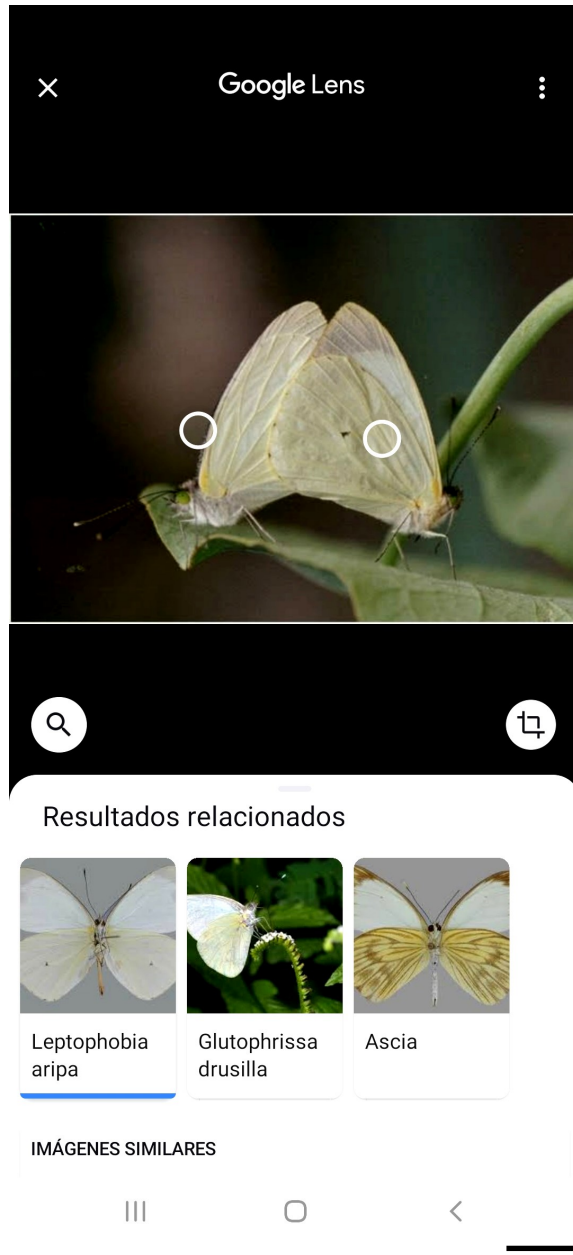 Google Lens
Resultados relacionados
Leptophobia
aripa
Glutophrissa
drusilla
Ascia
IMÁGENES SIMILARES